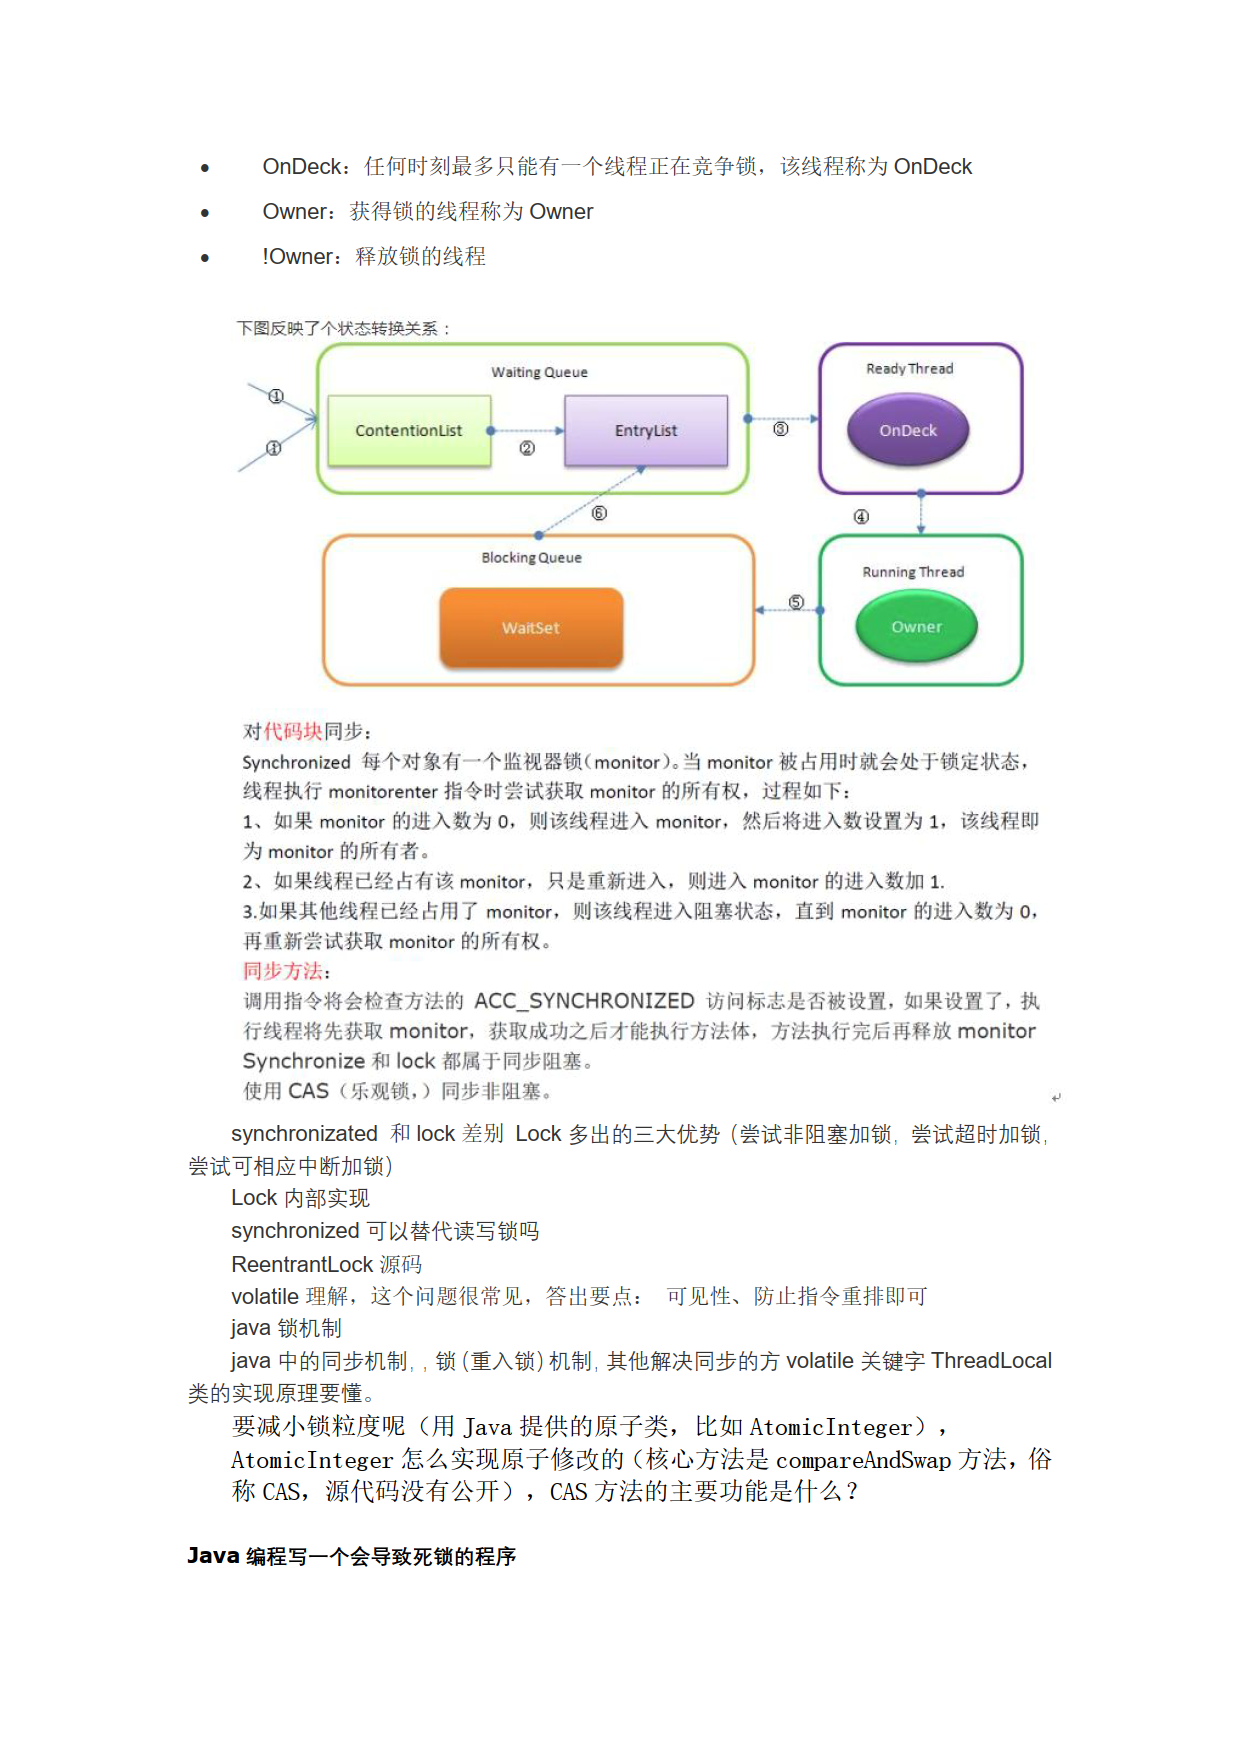 OnDeck：任何时刻最多只能有一个线程正在竞争锁，该线程称为 OnDeck
Owner：获得锁的线程称为 Owner
!Owner：释放锁的线程
下图反映了个状态转换关系：
Waiting Queue
Ready Thread
①
ContentionList
EntryList
③
OnDeck
①
②
⑥
④
Blocking Queue
Running Thread
⑤
WaitSet
Owner
对代码块同步：
Synchronized 每个对象有一个监视器锁（monitor）。当 monitor 被占用时就会处于锁定状态，
线程执行 monitorenter 指令时尝试获取 monitor 的所有权，过程如下：
1、如果 monitor 的进入数为 0，则该线程进入 monitor，然后将进入数设置为 1，该线程即
为 monitor 的所有者。
2、如果线程已经占有该 monitor，只是重新进入，则进入 monitor 的进入数加 1.
3.如果其他线程已经占用了 monitor，则该线程进入阻塞状态，直到 monitor 的进入数为 0，
再重新尝试获取 monitor 的所有权。
同步方法：
调用指令将会检查方法的 ACC_SYNCHRONIZED 访问标志是否被设置，如果设置了，执
行线程将先获取 monitor，获取成功之后才能执行方法体，方法执行完后再释放 monitor
Synchronize 和 lock 都属于同步阻塞。
使用 CAS（乐观锁，）同步非阻塞。
synchronizated 和 lock 差别 Lock 多出的三大优势（尝试非阻塞加锁，尝试超时加锁，
尝试可相应中断加锁）
Lock 内部实现
synchronized 可以替代读写锁吗
ReentrantLock 源码
volatile 理解，这个问题很常见，答出要点： 可见性、防止指令重排即可
java 锁机制
java 中的同步机制，，锁（重入锁）机制，其他解决同步的方 volatile 关键字 ThreadLocal
类的实现原理要懂。
要减小锁粒度呢（用 Java 提供的原子类，比如 AtomicInteger），
AtomicInteger 怎么实现原子修改的（核心方法是 compareAndSwap 方法，俗
称 CAS，源代码没有公开），CAS 方法的主要功能是什么？
Java 编程写一个会导致死锁的程序